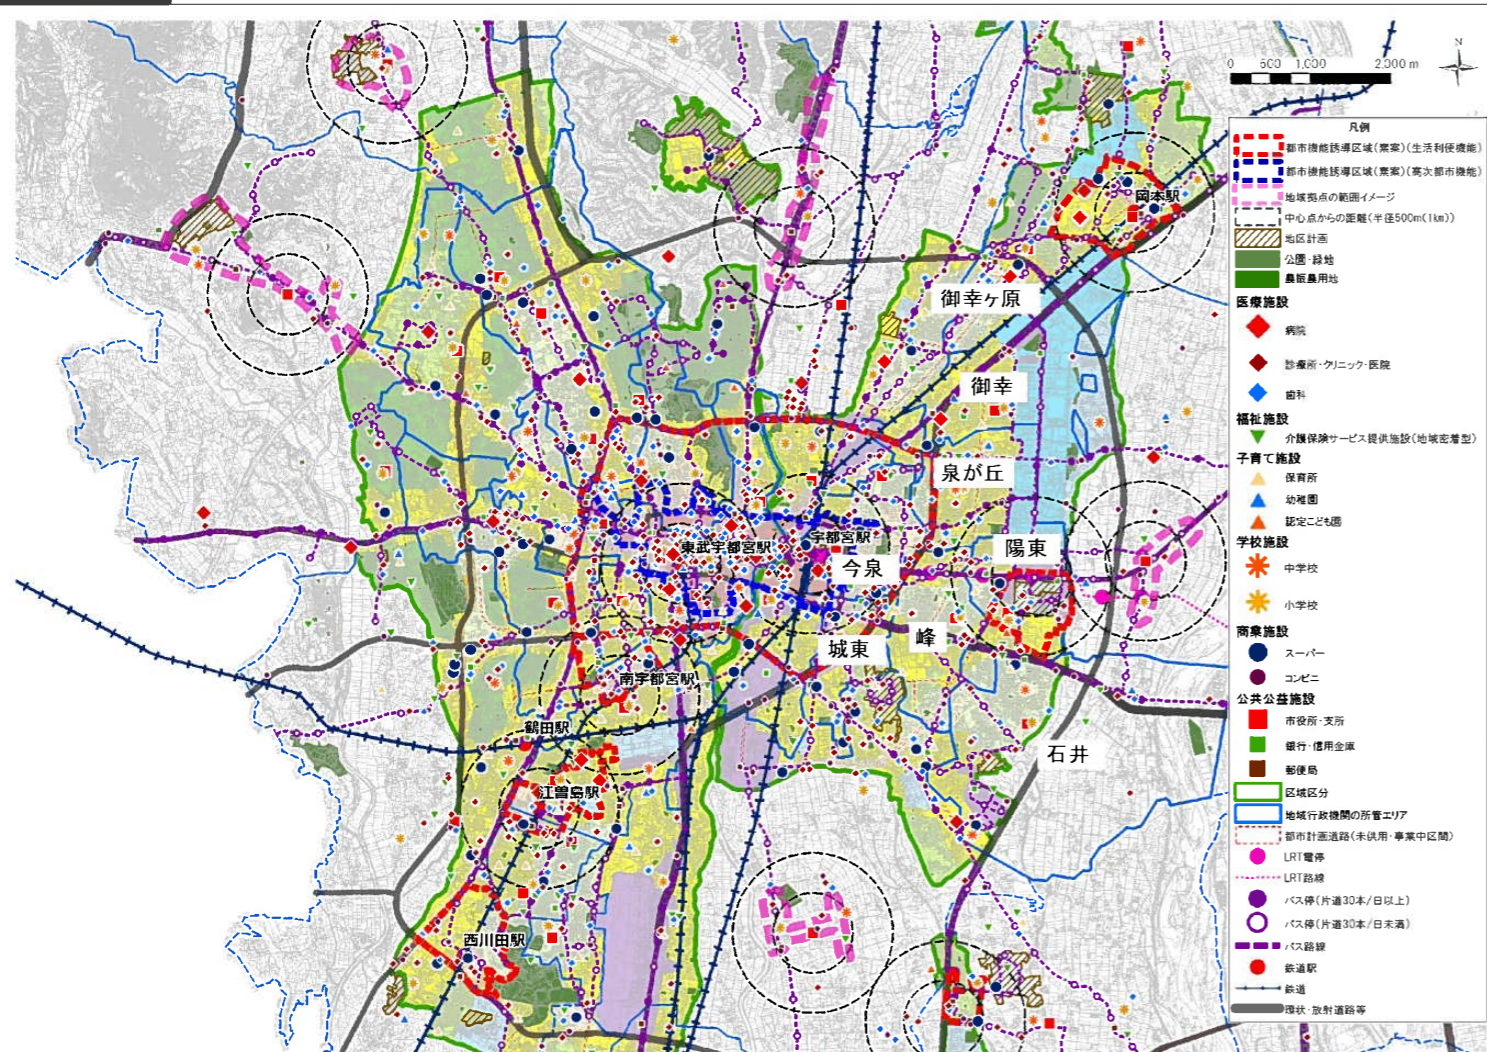 0 500 1,000 2,000 m
N
凡例
都市機能誘導区域(素案)(生活利便機能)
都市機能誘導区域(素案)(高次都市機能)
地域拠点の範囲イメージ
中心点からの距離(半径500m(1km))
地区計画
公園・緑地
農振農用地
医療施設
病院
診療所・クリニック・医院
歯科
福祉施設
介護保険サービス提供施設(地域密着型)
子育て施設
保育所
幼稚園
認定こども園
学校施設
中学校
小学校
商業施設
スーパー
コンビニ
公共公益施設
市役所・支所
銀行・信用金庫
郵便局
区域区分
地域行政機関の所管エリア
都市計画道路(未供用・事業中区間)
LRT電停
LRT路線
バス停(片道30本/日以上)
バス停(片道30本/日未満)
バス路線
鉄道駅
鉄道
環状・放射道路等
岡本駅
御幸ヶ原
御幸
泉が丘
東武宇都宮駅
宇都宮駅
陽東
今泉
峰
城東
南宇都宮駅
鶴田駅
石井
江曽島駅
西川田駅